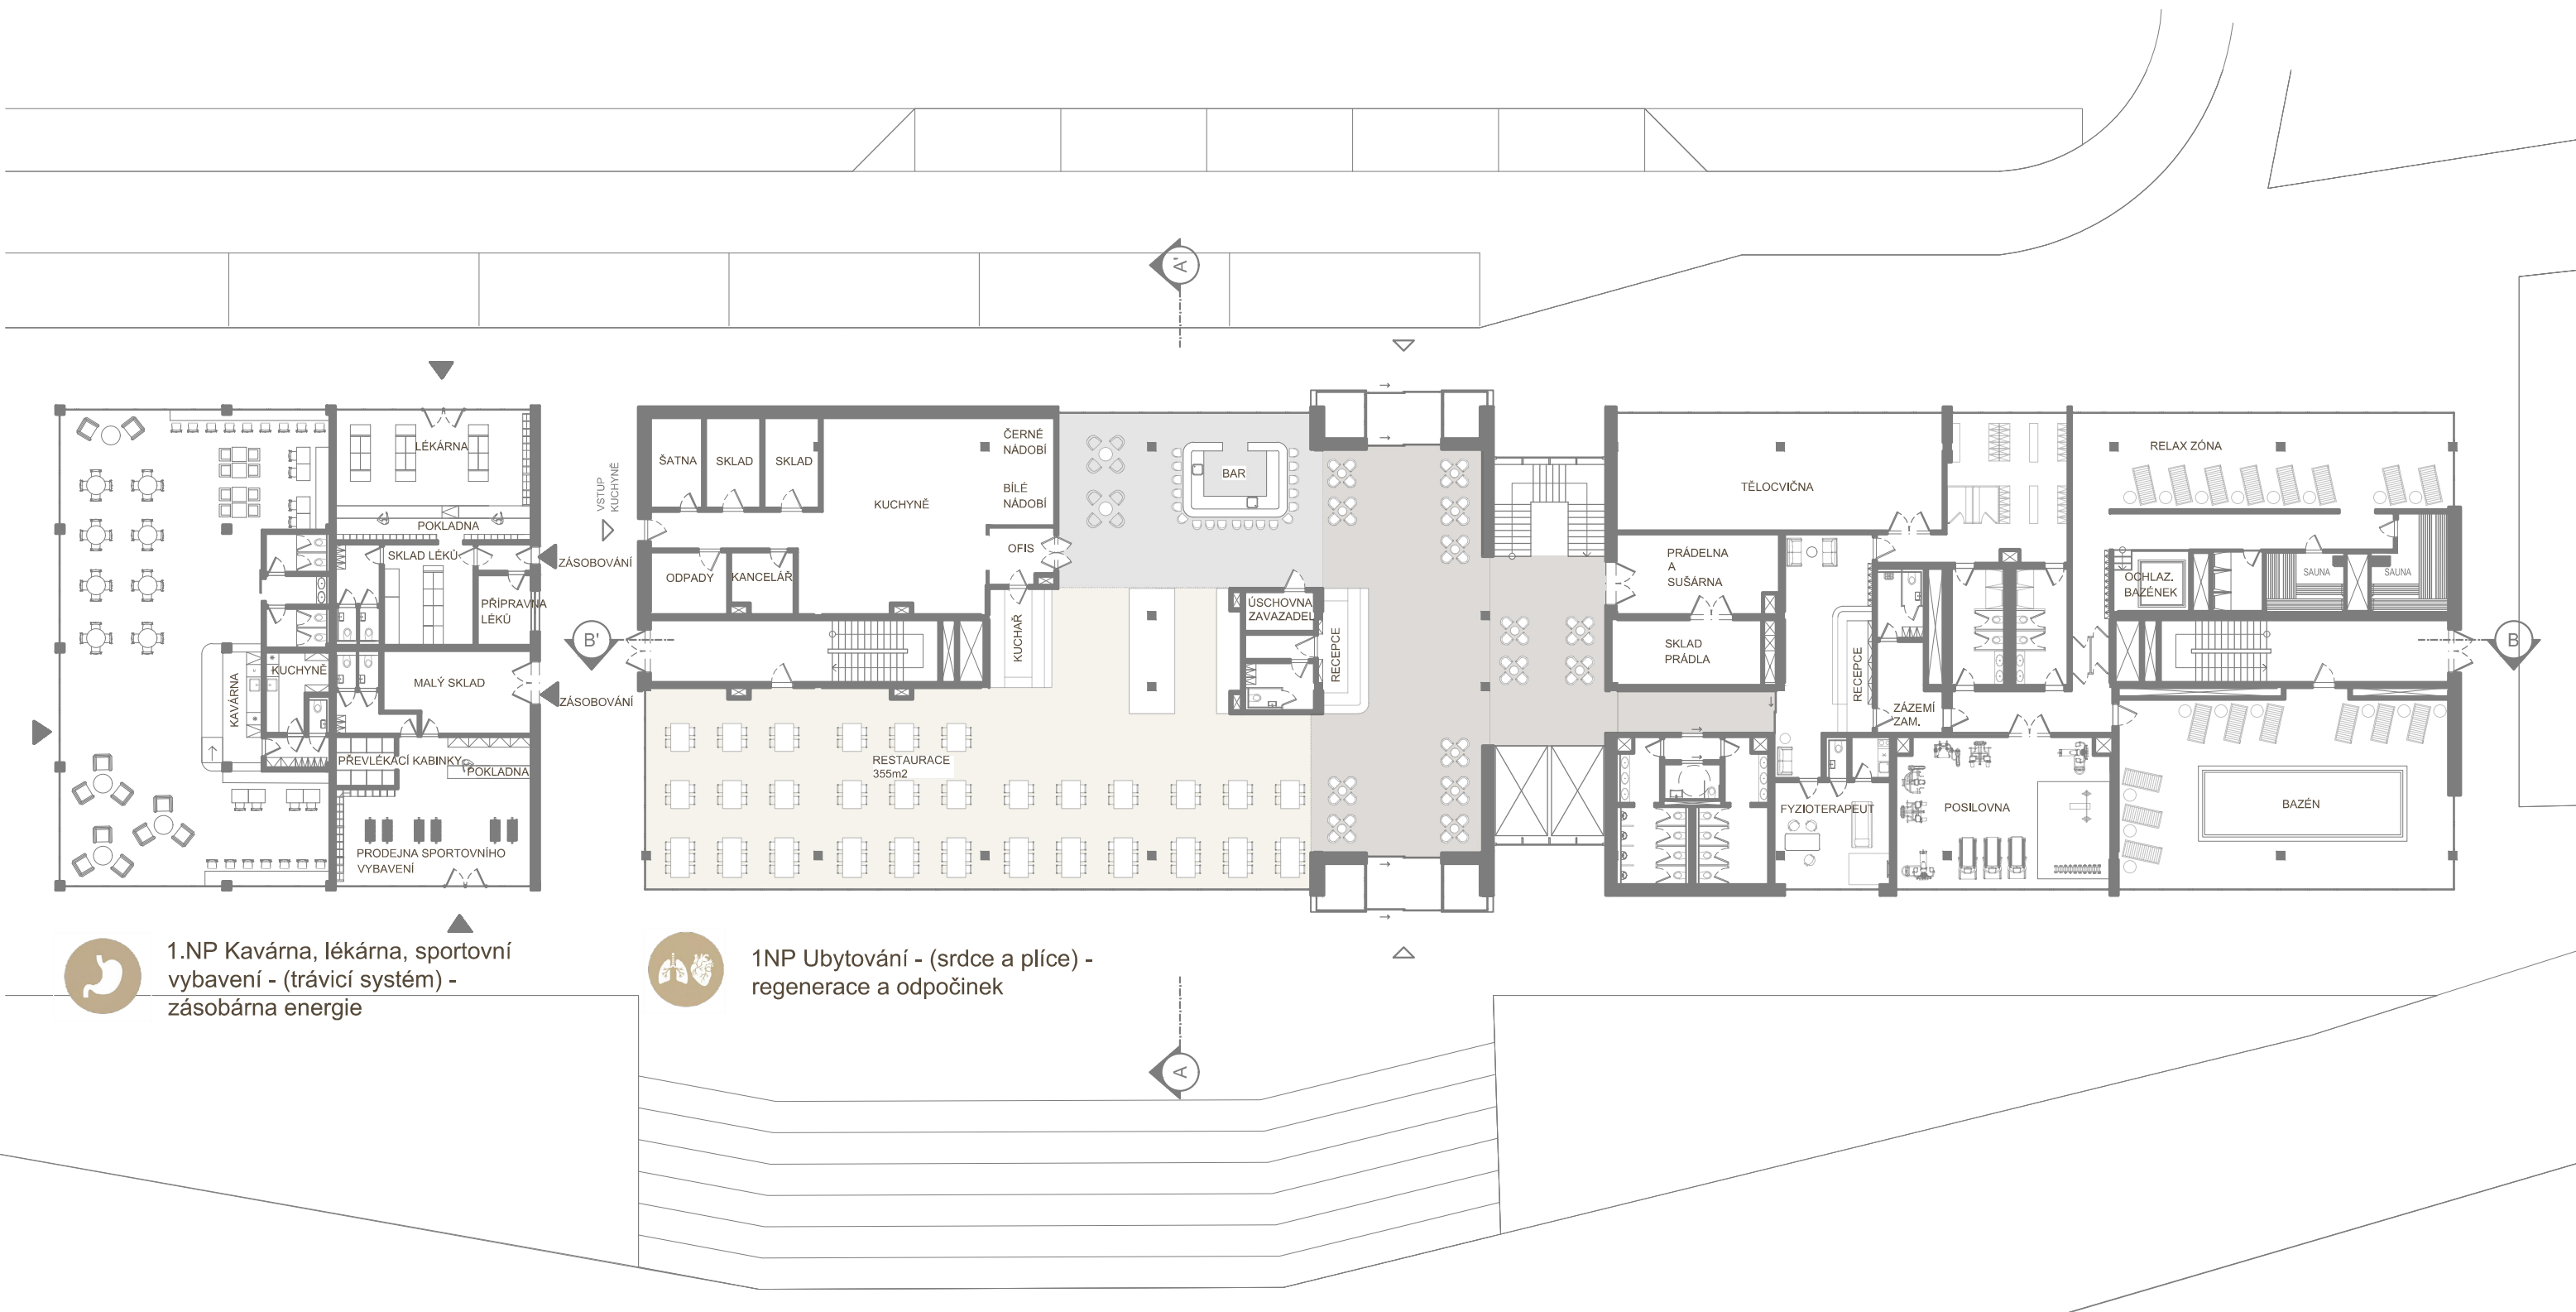 A'
LÉKÁRNA
POKLADNA
SKLAD LÉKŮ
ZÁSOBOVÁNÍ
PŘÍPRAVNA
LÉKŮ
KUCHYNĚ
KAVÁRNA
MALÝ SKLAD
ZÁSOBOVÁNÍ
PŘEVLÉKACÍ KABINKY
POKLADNA
PRODEJNA SPORTOVNÍHO
VYBAVENÍ
VSTUP
KUCHYNĚ
B'
ŠATNA
SKLAD
SKLAD
KUCHYNĚ
ČERNÉ
NÁDOBÍ
BÍLÉ
NÁDOBÍ
OFIS
ODPADY
KANCELÁŘ
KUCHAŘ
BAR
ÚSCHOVNA
ZAVAZADEL
RECEPCE
RESTAURACE
355m2
TĚLOCVIČNA
PRÁDELNA
A
SUŠÁRNA
SKLAD
PRÁDLA
RECEPCE
ZÁZEMÍ
ZAM.
FYZIOTERAPEUT
POSILOVNA
RELAX ZÓNA
OCHLAZ.
BAZÉNEK
SAUNA
SAUNA
B
BAZÉN
1.NP Kavárna, lékárna, sportovní
vybavení - (trávicí systém) -
zásobárna energie
1NP Ubytování - (srdce a plíce) -
regenerace a odpočinek
A